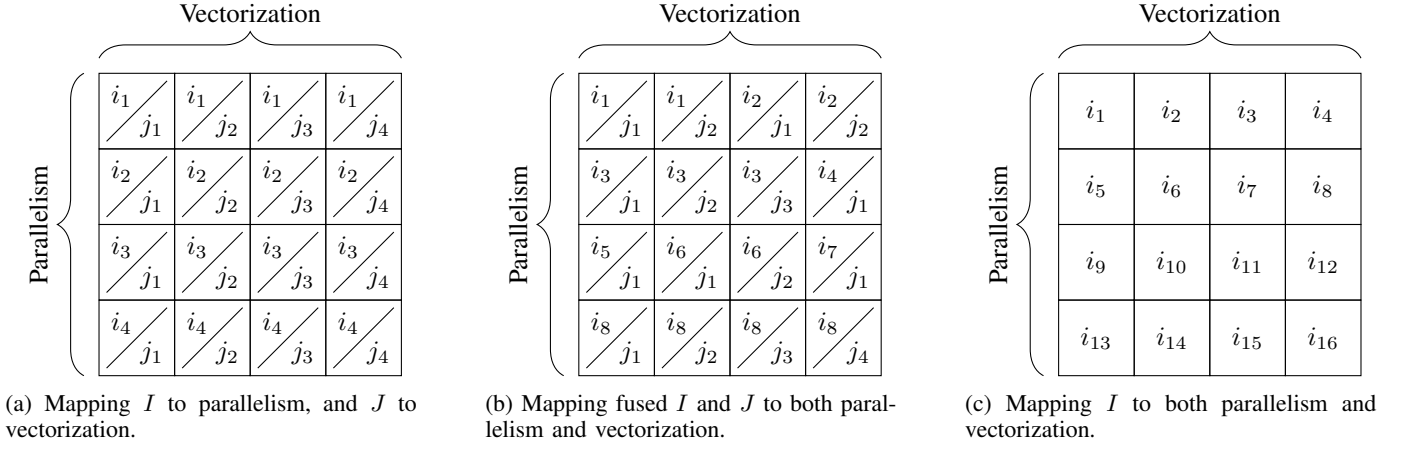 Vectorization Vectorization Vectorization
Parallelism Parallelism Parallelism
i₁ j₁ i₁ j₂ i₁ j₃ i₁ j₄
i₂ j₁ i₂ j₂ i₂ j₃ i₂ j₄
i₃ j₁ i₃ j₂ i₃ j₃ i₃ j₄
i₄ j₁ i₄ j₂ i₄ j₃ i₄ j₄
(a) Mapping I to parallelism, and J to
vectorization.
i₁ j₁ i₁ j₂ i₂ j₁ i₂ j₂
i₃ j₁ i₃ j₂ i₃ j₃ i₄ j₁
i₅ j₁ i₆ j₁ i₆ j₂ i₇ j₁
i₈ j₁ i₈ j₂ i₈ j₃ i₈ j₄
(b) Mapping fused I and J to both paral-
lelism and vectorization.
i₁ i₂ i₃ i₄
i₅ i₆ i₇ i₈
i₉ i₁₀ i₁₁ i₁₂
i₁₃ i₁₄ i₁₅ i₁₆
(c) Mapping I to both parallelism and
vectorization.